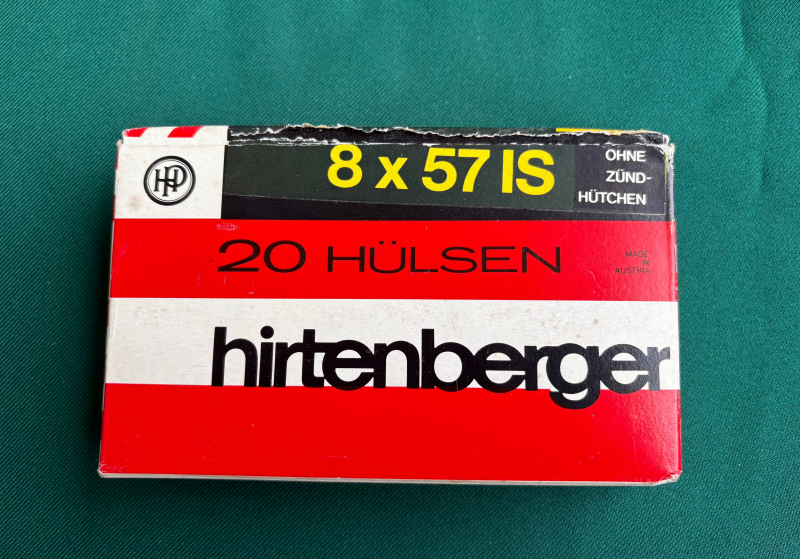 HP
8 x 57 IS
OHNE
ZÜND-
HÜTCHEN
20 HÜLSEN
MADE
IN
AUSTRIA
hirtenberger